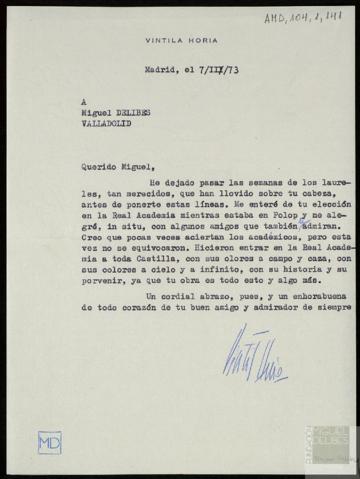 AMD, 104, 1, 141
VINTILA HORIA
Madrid, el 7/III/73
A
Miguel DELIBES
VALLADOLID
Querido Miguel,
He dejado pasar las semanas de los laure-
les, tan merecidos, que han llovido sobre tu cabeza,
antes de ponerte estas líneas. Me enteré de tu elección
en la Real Academia mientras estaba en Polop y me ale-
gré, in situ, con algunos amigos que también admiran.
Creo que pocas veces aciertan los académicos, pero esta
vez no se equivocaron. Hicieron entrar en la Real Acade-
mia a toda Castilla, con sus olores a campo y caza, con
sus colores a cielo y a infinito, con su historia y su
porvenir, ya que tu obra es todo esto y algo más.
Un cordial abrazo, pues, y un enhorabuena
de todo corazón de tu buen amigo y admirador de siempre
MD
FUNDACIÓN
MIGUEL
DELIBES